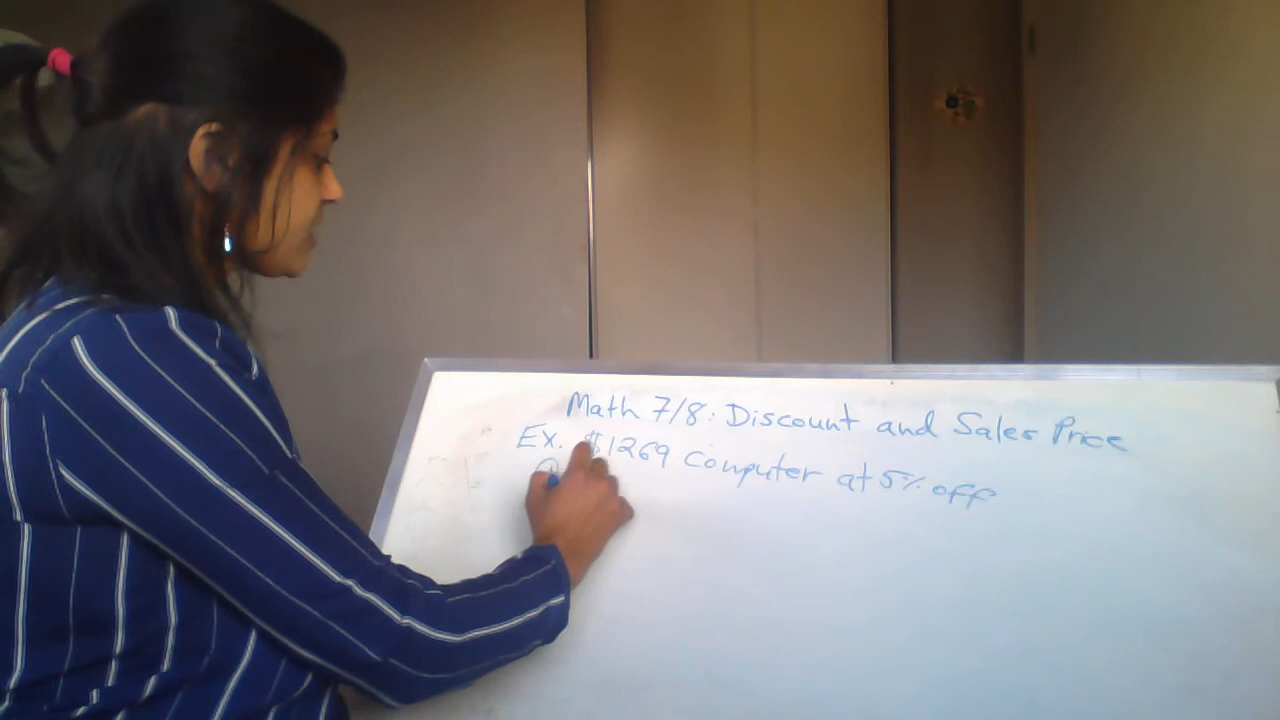 Math 7/8: Discount and Sales Price
Ex. $1269 Computer at 5% off